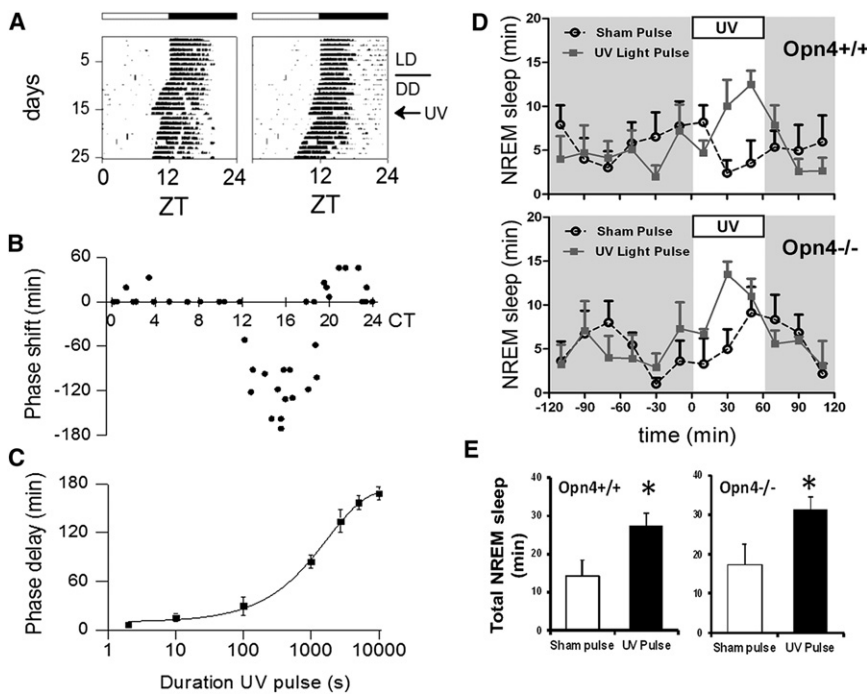 A
days
0
5
10
15
20
25
LD
DD
UV
0
12
24
0
12
24
ZT
ZT
B
Phase shift (min)
60
0
-60
-120
-180
0
4
8
12
16
20
24
CT
C
Phase delay (min)
180
120
60
1
1
10
100
1000
10000
Duration UV pulse (s)
D
UV
Sham Pulse
UV Light Pulse
Opn4+/+
NREM sleep (min)
20
15
10
5
0
UV
Sham Pulse
UV Light Pulse
Opn4-/-
NREM sleep (min)
20
15
10
5
0
-120
-90
-60
-30
0
30
60
90
120
time (min)
E
Total NREM sleep
(min)
40
30
20
10
0
Opn4+/+
*
Sham pulse
UV Pulse
40
30
20
10
0
Opn4-/-
*
Sham pulse
UV Pulse